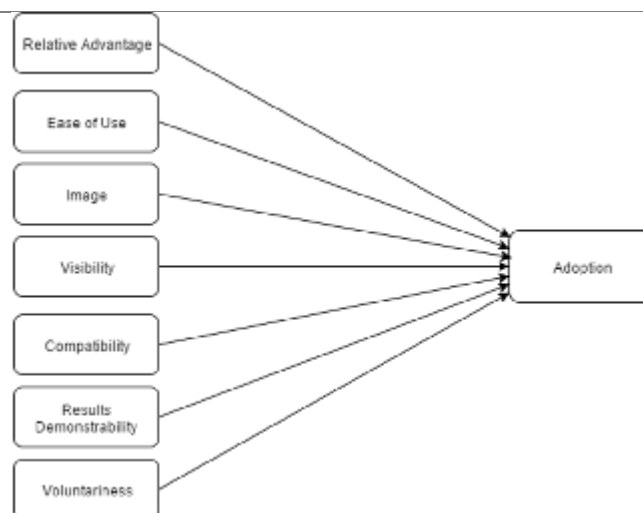 Relative Advantage
Ease of Use
Image
Visibility
Adoption
Compatibility
Results
Demonstrability
Voluntariness